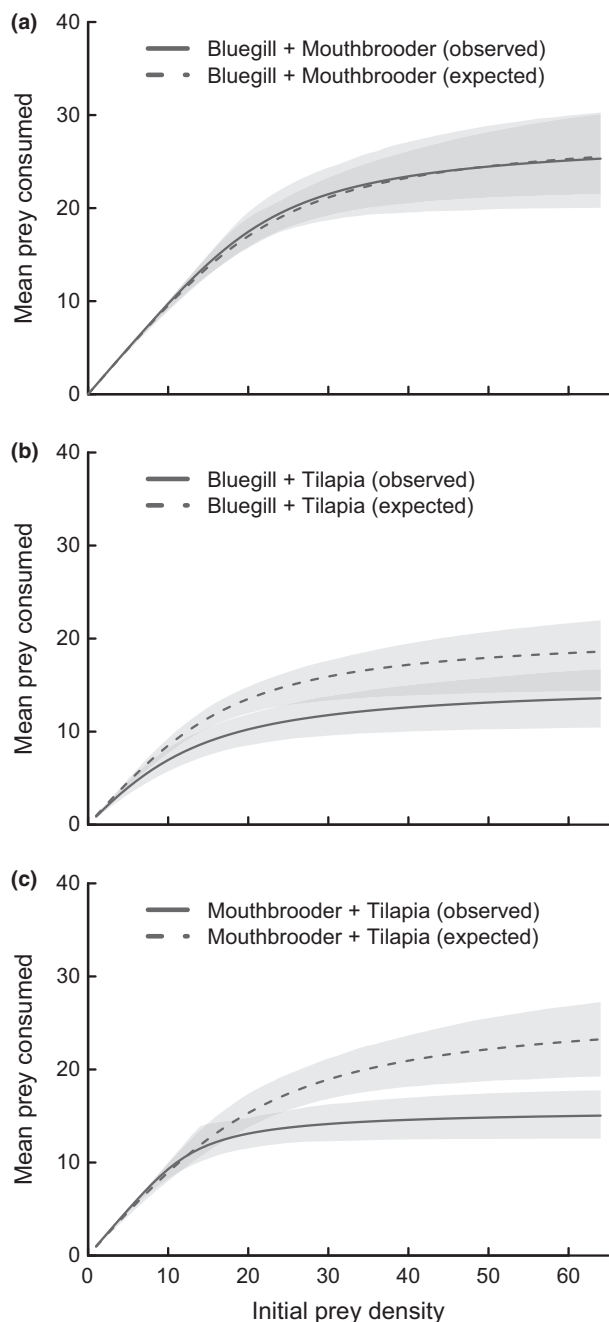 (a)
40
Bluegill + Mouthbrooder (observed)
Bluegill + Mouthbrooder (expected)
30
20
10
0
Mean prey consumed
(b)
40
Bluegill + Tilapia (observed)
Bluegill + Tilapia (expected)
30
20
10
0
Mean prey consumed
(c)
40
Mouthbrooder + Tilapia (observed)
Mouthbrooder + Tilapia (expected)
30
20
10
0
Mean prey consumed
0 10 20 30 40 50 60
Initial prey density